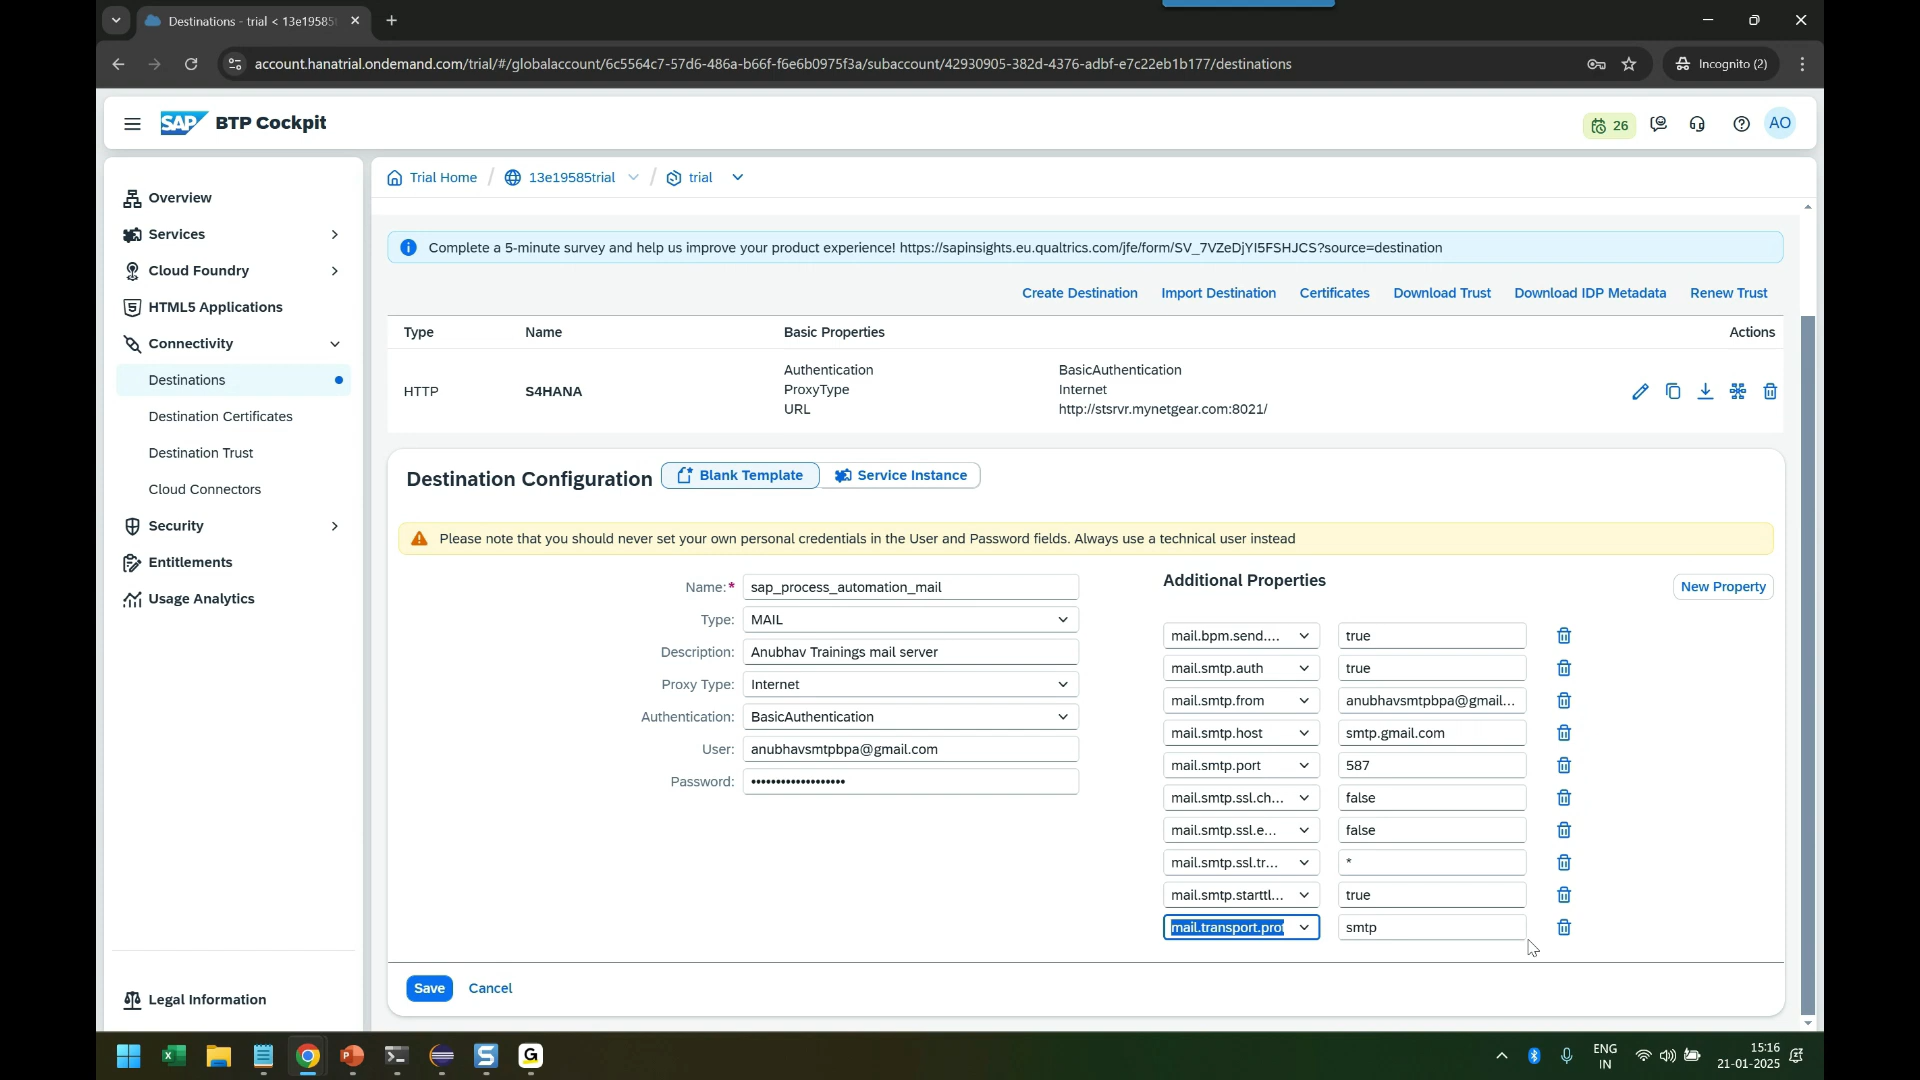 Destinations - trial < 13e19585t
account.hanatrial.ondemand.com/trial/#/globalaccount/6c5564c7-57d6-486a-b66f-f6e6b0975f3a/subaccount/42930905-382d-4376-adbf-e7c22eb1b177/destinations
Incognito (2)
SAP BTP Cockpit
26
AO
Overview
Services
Cloud Foundry
HTML5 Applications
Connectivity
Destinations
Destination Certificates
Destination Trust
Cloud Connectors
Security
Entitlements
Usage Analytics
Legal Information
Trial Home / 13e19585trial / trial
Complete a 5-minute survey and help us improve your product experience! https://sapinsights.eu.qualtrics.com/jfe/form/SV_7VZeDjYI5FSHJCS?source=destination
Create Destination Import Destination Certificates Download Trust Download IDP Metadata Renew Trust
Type Name Basic Properties Actions
HTTP S4HANA
Authentication BasicAuthentication
ProxyType Internet
URL http://stsrvr.mynetgear.com:8021/
Destination Configuration Blank Template Service Instance
Please note that you should never set your own personal credentials in the User and Password fields. Always use a technical user instead
Name:* sap_process_automation_mail
Type: MAIL
Description: Anubhav Trainings mail server
Proxy Type: Internet
Authentication: BasicAuthentication
User: anubhavsmtpbpa@gmail.com
Password: •••••••••••••••••••
Additional Properties New Property
mail.bpm.send.... true
mail.smtp.auth true
mail.smtp.from anubhavsmtpbpa@gmail...
mail.smtp.host smtp.gmail.com
mail.smtp.port 587
mail.smtp.ssl.ch... false
mail.smtp.ssl.e... false
mail.smtp.ssl.tr... *
mail.smtp.starttl... true
mail.transport.prot smtp
Save Cancel
ENG
IN
15:16
21-01-2025